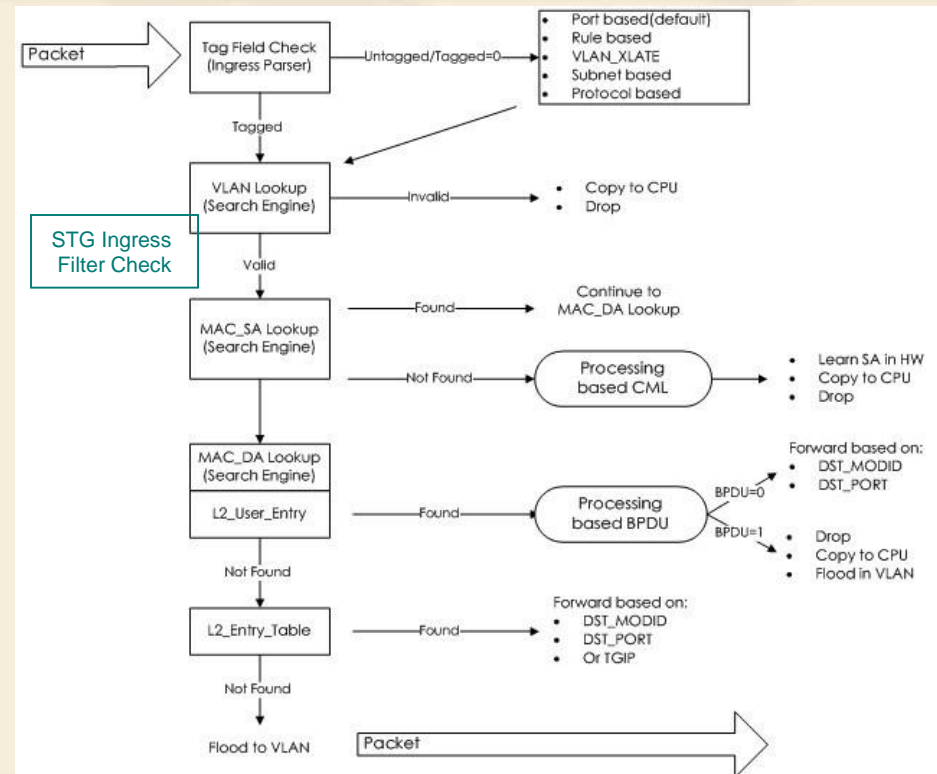 Packet
Tag Field Check
(Ingress Parser)
Untagged/Tagged=0
• Port based(default)
• Rule based
• VLAN_XLATE
• Subnet based
• Protocol based
Tagged
VLAN Lookup
(Search Engine)
Invalid
• Copy to CPU
• Drop
STG Ingress
Filter Check
Valid
MAC_SA Lookup
(Search Engine)
Found
Continue to
MAC_DA Lookup
Not Found
Processing
based CML
• Learn SA in HW
• Copy to CPU
• Drop
MAC_DA Lookup
(Search Engine)
L2_User_Entry
Found
Processing
based BPDU
BPDU=0
Forward based on:
• DST_MODID
• DST_PORT
BPDU=1
• Drop
• Copy to CPU
• Flood in VLAN
Not Found
L2_Entry_Table
Found
Forward based on:
• DST_MODID
• DST_PORT
• Or TGIP
Not Found
Flood to VLAN
Packet